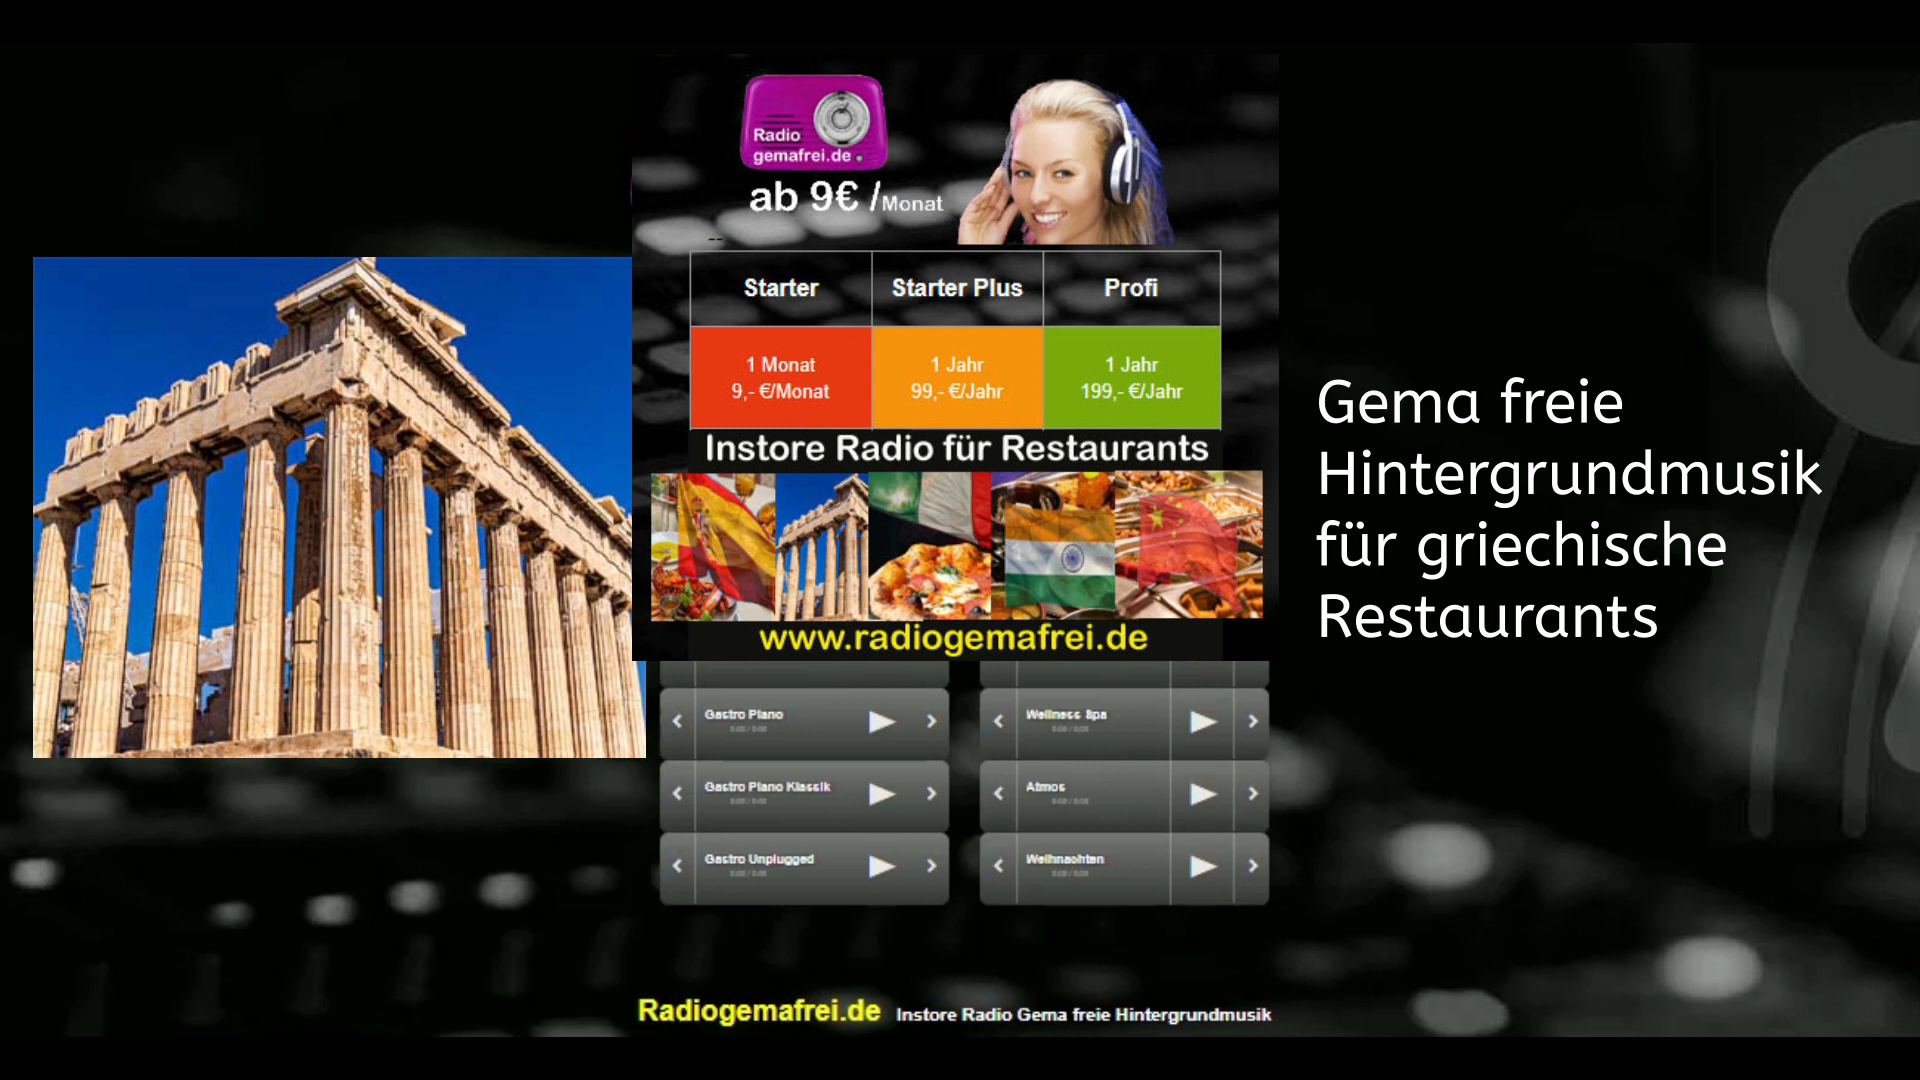 Radio
gemafrei.de
ab 9€ /Monat
--
Starter
Starter Plus
Profi
1 Monat
9,- €/Monat
1 Jahr
99,- €/Jahr
1 Jahr
199,- €/Jahr
Instore Radio für Restaurants
www.radiogemafrei.de
Gastro Piano
Wellness Spa
Gastro Piano Klassik
Atmos
Gastro Unplugged
Weihnachten
Radiogemafrei.de Instore Radio Gema freie Hintergrundmusik
Gema freie
Hintergrundmusik
für griechische
Restaurants